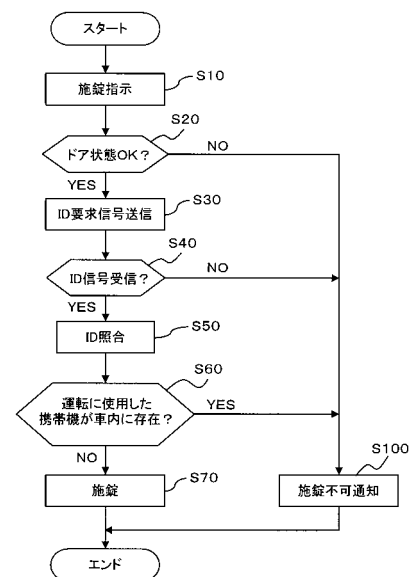 スタート
施錠指示
S10
ドア状態OK?
S20
NO
YES
ID要求信号送信
S30
ID信号受信?
S40
NO
YES
ID照合
S50
運転に使用した
携帯機が車内に存在?
S60
YES
NO
施錠
S70
施錠不可通知
S100
エンド